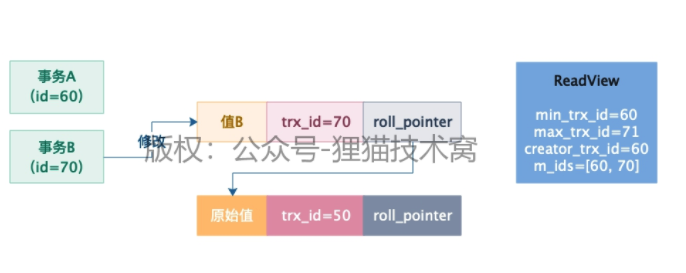 事务A
(id=60)
事务B
(id=70)
修改
值B
trx_id=70
roll_pointer
版权：公众号-狸猫技术窝
原始值
trx_id=50
roll_pointer
ReadView
min_trx_id=60
max_trx_id=71
creator_trx_id=60
m_ids=[60, 70]